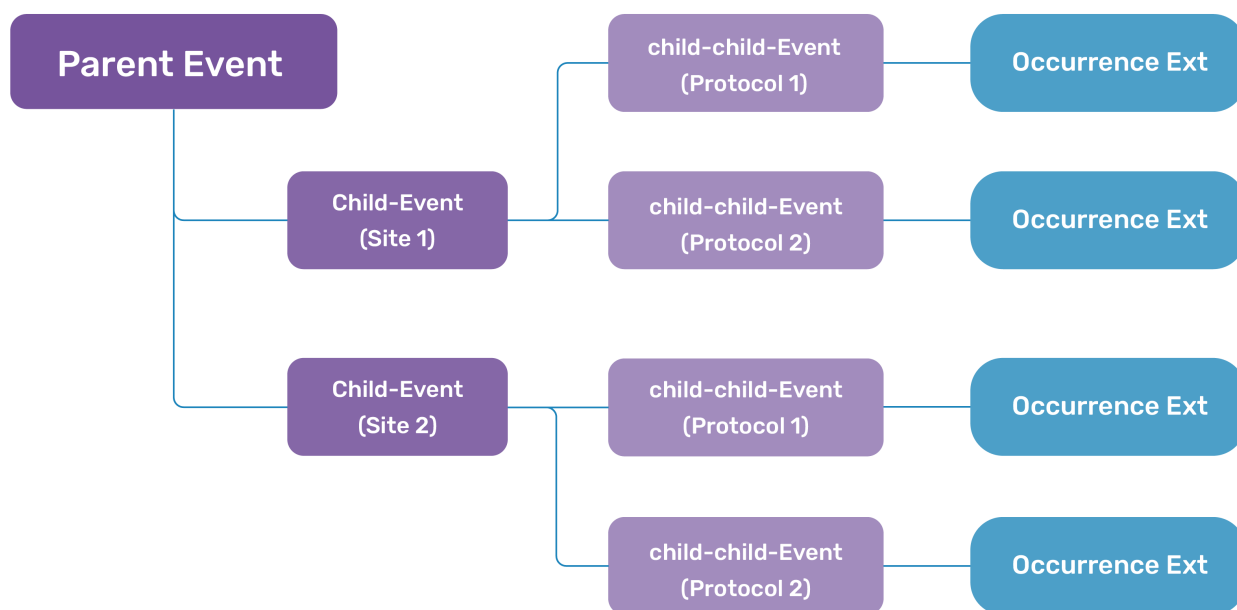 Parent Event
child-child-Event
(Protocol 1)
Occurrence Ext
Child-Event
(Site 1)
child-child-Event
(Protocol 2)
Occurrence Ext
Child-Event
(Site 2)
child-child-Event
(Protocol 1)
Occurrence Ext
child-child-Event
(Protocol 2)
Occurrence Ext